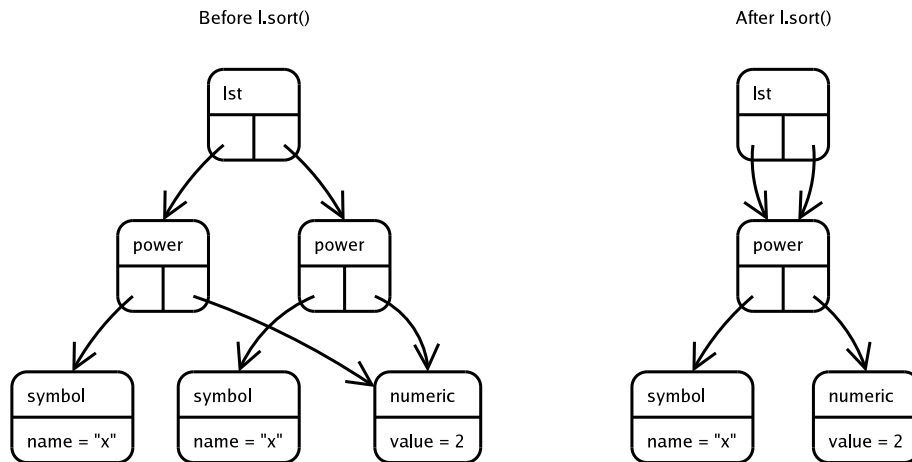 Before l.sort()
After l.sort()
lst
lst
power
power
power
symbol
symbol
numeric
symbol
numeric
name = "x"
name = "x"
value = 2
name = "x"
value = 2